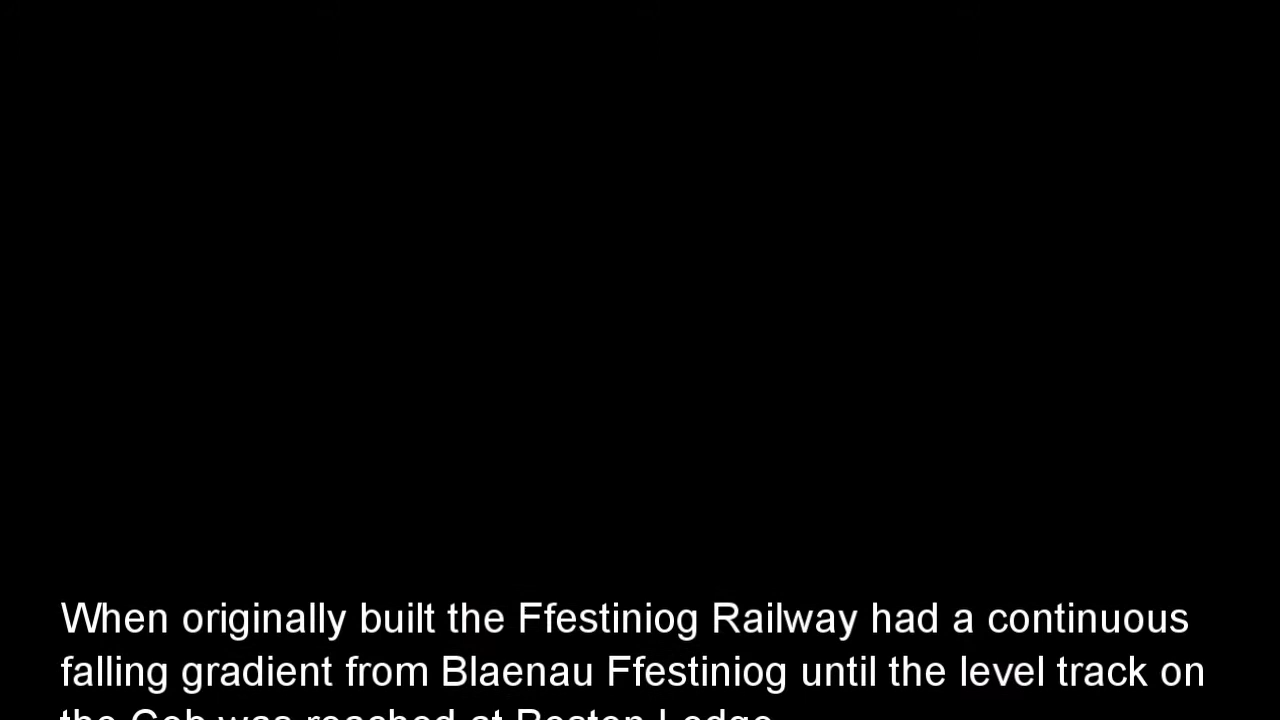 When originally built the Ffestiniog Railway had a continuous
falling gradient from Blaenau Ffestiniog until the level track on
the Cob was reached at Boston Lodge